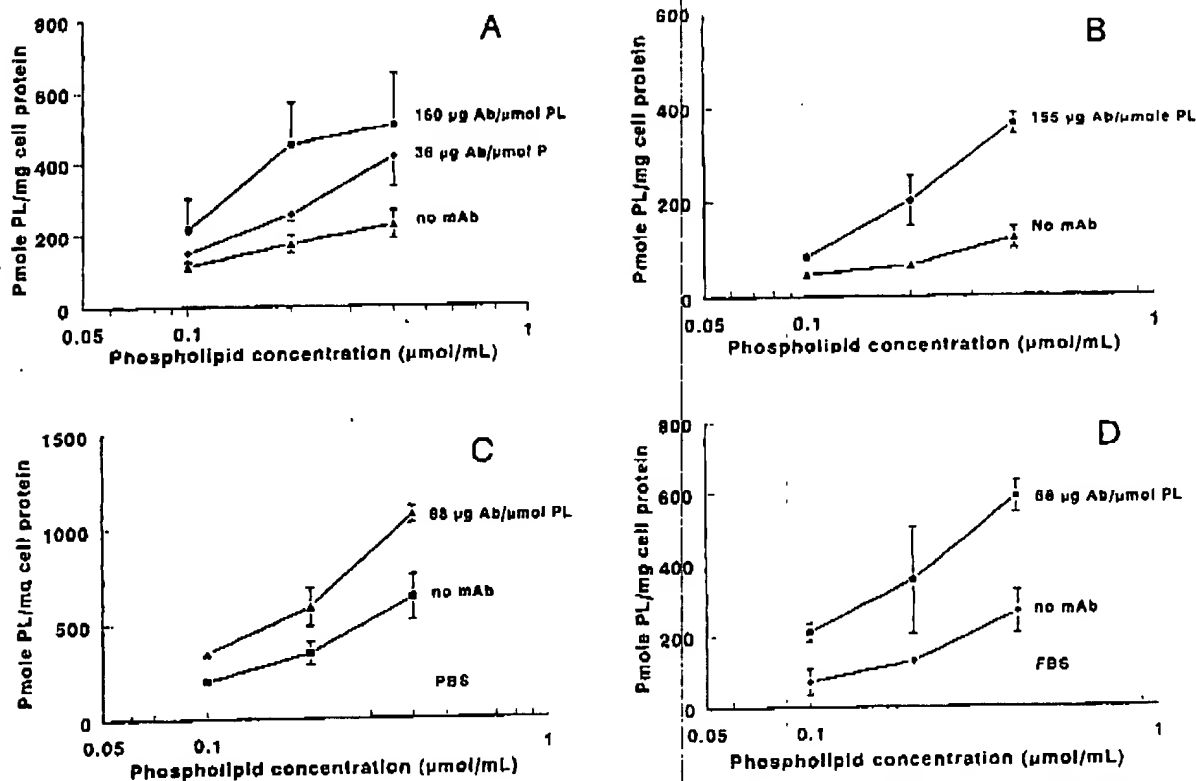 A
Pmole PL/mg cell protein
800
600
400
200
0
160 µg Ab/µmol PL
36 µg Ab/µmol P
no mAb
0.05
0.1
1
Phospholipid concentration (µmol/mL)
B
Pmole PL/mg cell protein
600
400
200
0
155 µg Ab/µmole PL
No mAb
0.05
0.1
1
Phospholipid concentration (µmol/mL)
C
Pmole PL/mg cell protein
1500
1000
500
0
68 µg Ab/µmol PL
no mAb
PBS
0.05
0.1
1
Phospholipid concentration (µmol/mL)
D
Pmole PL/mg cell protein
800
600
400
200
0
68 µg Ab/µmol PL
no mAb
FBS
0.05
0.1
1
Phospholipid concentration (µmol/mL)